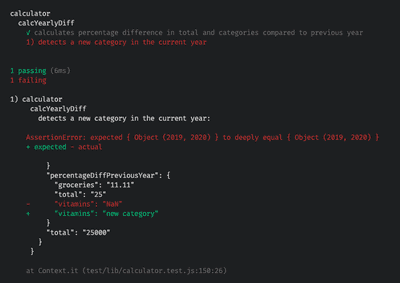 calculator
calcYearlyDiff
√ calculates percentage difference in total and categories compared to previous year
1) detects a new category in the current year
1 passing (6ms)
1 failing
1) calculator
calcYearlyDiff
detects a new category in the current year:
AssertionError: expected { Object (2019, 2020) } to deeply equal { Object (2019, 2020) }
+ expected - actual
}
"percentageDiffPreviousYear": {
"groceries": "11.11"
"total": "25"
- "vitamins": "NaN"
+ "vitamins": "new category"
}
"total": "25000"
}
}
at Context.it (test/lib/calculator.test.js:150:26)